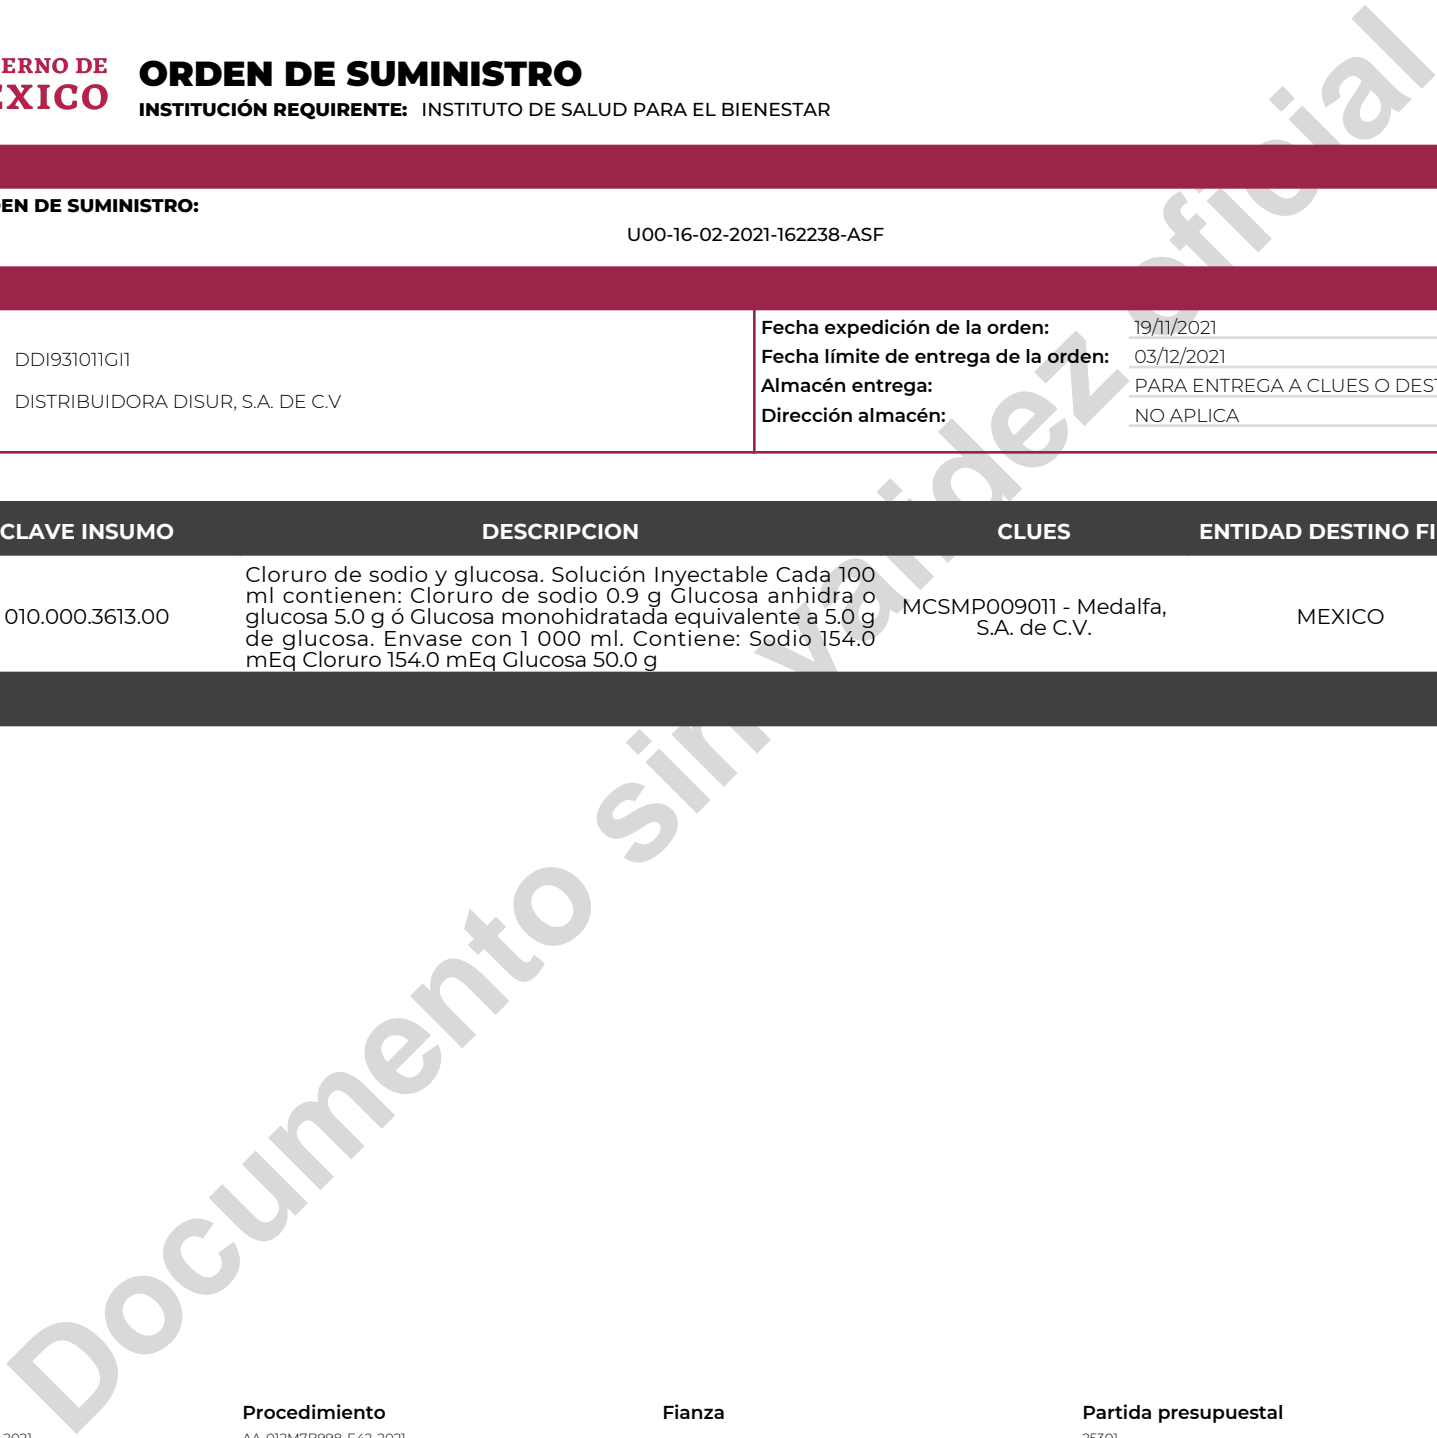 ERNO DE
EXICO
ORDEN DE SUMINISTRO
INSTITUCIÓN REQUIRENTE: INSTITUTO DE SALUD PARA EL BIENESTAR
EN DE SUMINISTRO:
U00-16-02-2021-162238-ASF
DDI931011GI1
DISTRIBUIDORA DISUR, S.A. DE C.V
Fecha expedición de la orden: 19/11/2021
Fecha límite de entrega de la orden: 03/12/2021
Almacén entrega: PARA ENTREGA A CLUES O DEST
Dirección almacén: NO APLICA
CLAVE INSUMO DESCRIPCION CLUES ENTIDAD DESTINO FI
010.000.3613.00
Cloruro de sodio y glucosa. Solución Inyectable Cada 100
ml contienen: Cloruro de sodio 0.9 g Glucosa anhidra o
glucosa 5.0 g ó Glucosa monohidratada equivalente a 5.0 g
de glucosa. Envase con 1 000 ml. Contiene: Sodio 154.0
mEq Cloruro 154.0 mEq Glucosa 50.0 g
MCSMP009011 - Medalfa,
S.A. de C.V.
MEXICO
Documento sin validez oficial
Procedimiento Fianza Partida presupuestal